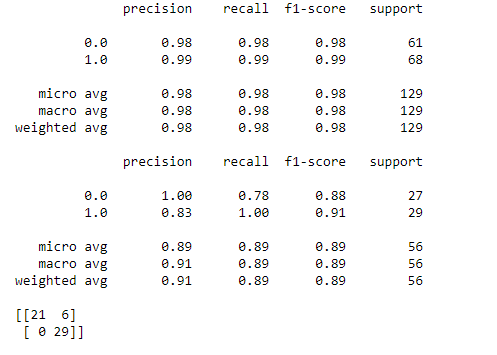 precision recall f1-score support
0.0 0.98 0.98 0.98 61
1.0 0.99 0.99 0.99 68
micro avg 0.98 0.98 0.98 129
macro avg 0.98 0.98 0.98 129
weighted avg 0.98 0.98 0.98 129
precision recall f1-score support
0.0 1.00 0.78 0.88 27
1.0 0.83 1.00 0.91 29
micro avg 0.89 0.89 0.89 56
macro avg 0.91 0.89 0.89 56
weighted avg 0.91 0.89 0.89 56
[[21 6]
[ 0 29]]